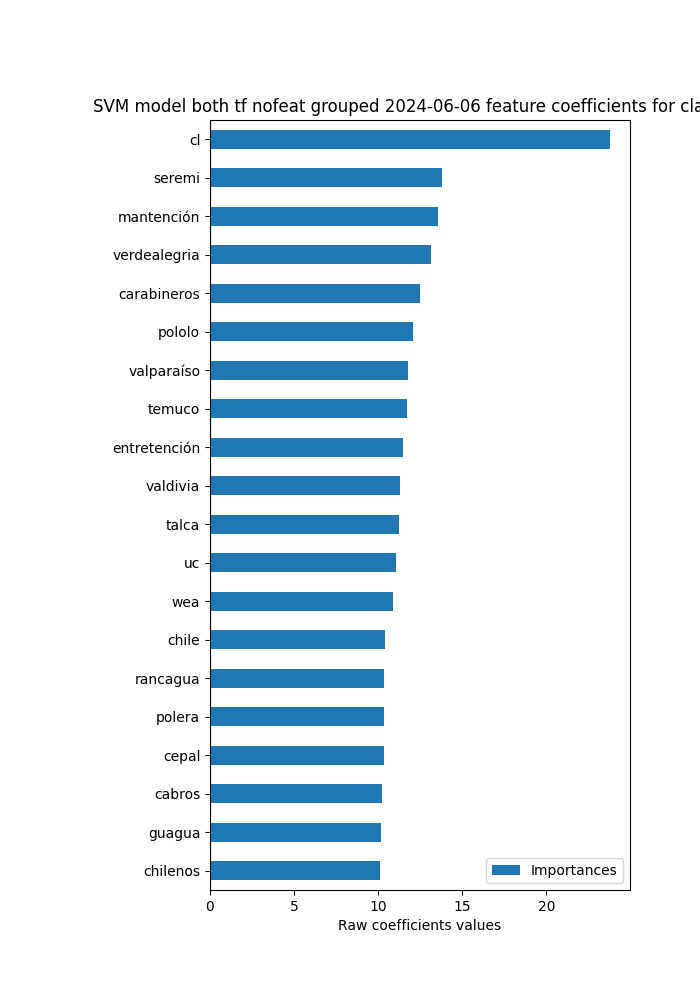 SVM model both tf nofeat grouped 2024-06-06 feature coefficients for cla
cl
seremi
mantención
verdealegria
carabineros
pololo
valparaíso
temuco
entretención
valdivia
talca
uc
wea
chile
rancagua
polera
cepal
cabros
guagua
chilenos
Importances
0 5 10 15 20
Raw coefficients values